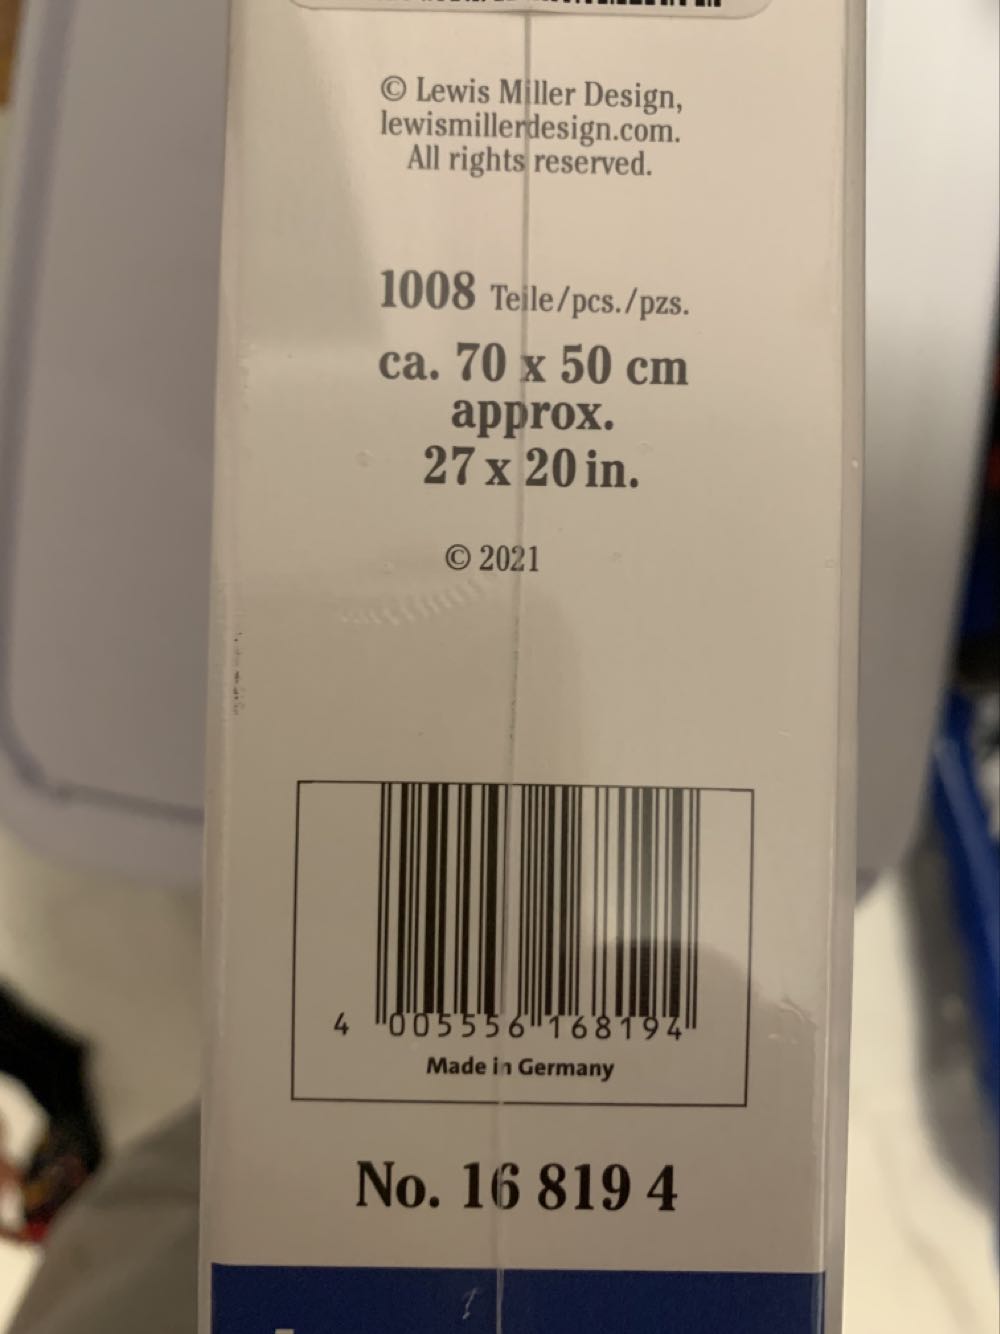 © Lewis Miller Design,
lewismillerdesign.com.
All rights reserved.
1008 Teile/pcs./pzs.
ca. 70 x 50 cm
approx.
27 x 20 in.
© 2021
4 005556 168194
Made in Germany
No. 16 819 4